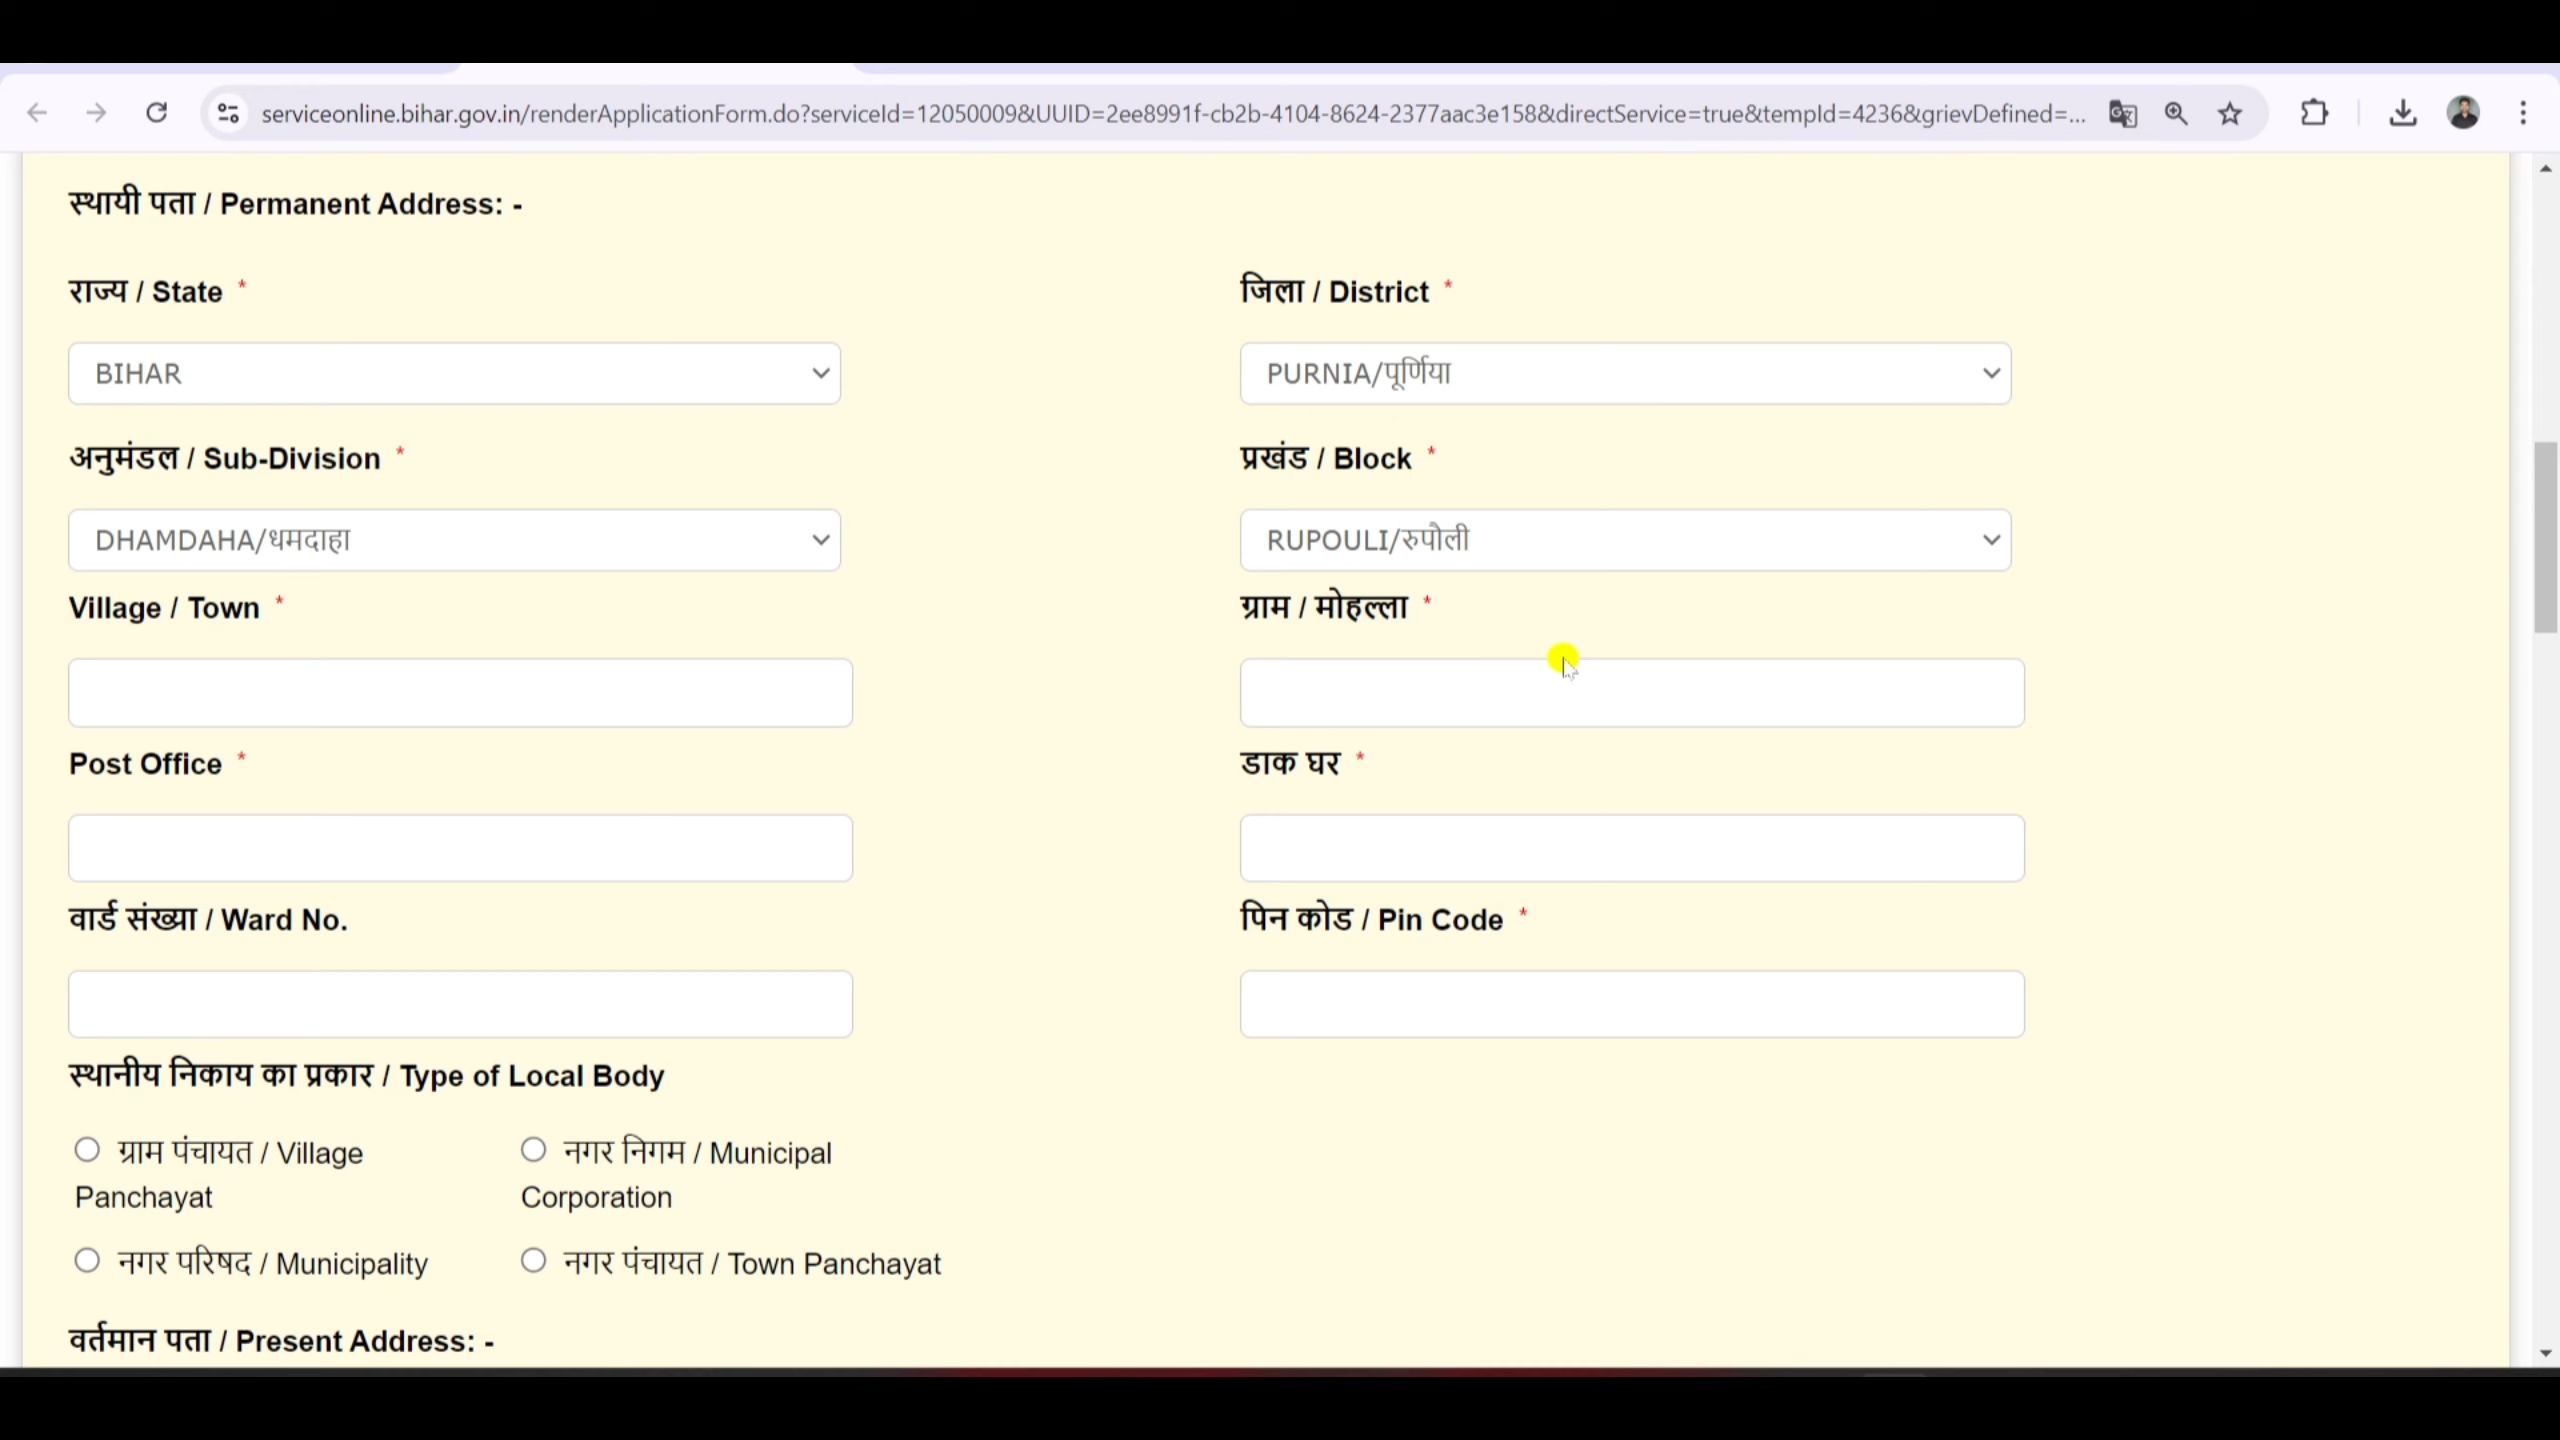 serviceonline.bihar.gov.in/renderApplicationForm.do?serviceId=12050009&UUID=2ee8991f-cb2b-4104-8624-2377aac3e158&directService=true&tempId=4236&grievDefined=...
स्थायी पता / Permanent Address: -
राज्य / State *
जिला / District *
BIHAR
PURNIA/पूर्णिया
अनुमंडल / Sub-Division *
प्रखंड / Block *
DHAMDAHA/धमदाहा
RUPOULI/रुपौली
Village / Town *
ग्राम / मोहल्ला *
Post Office *
डाक घर *
वार्ड संख्या / Ward No.
पिन कोड / Pin Code *
स्थानीय निकाय का प्रकार / Type of Local Body
ग्राम पंचायत / Village
Panchayat
नगर निगम / Municipal
Corporation
नगर परिषद / Municipality
नगर पंचायत / Town Panchayat
वर्तमान पता / Present Address: -